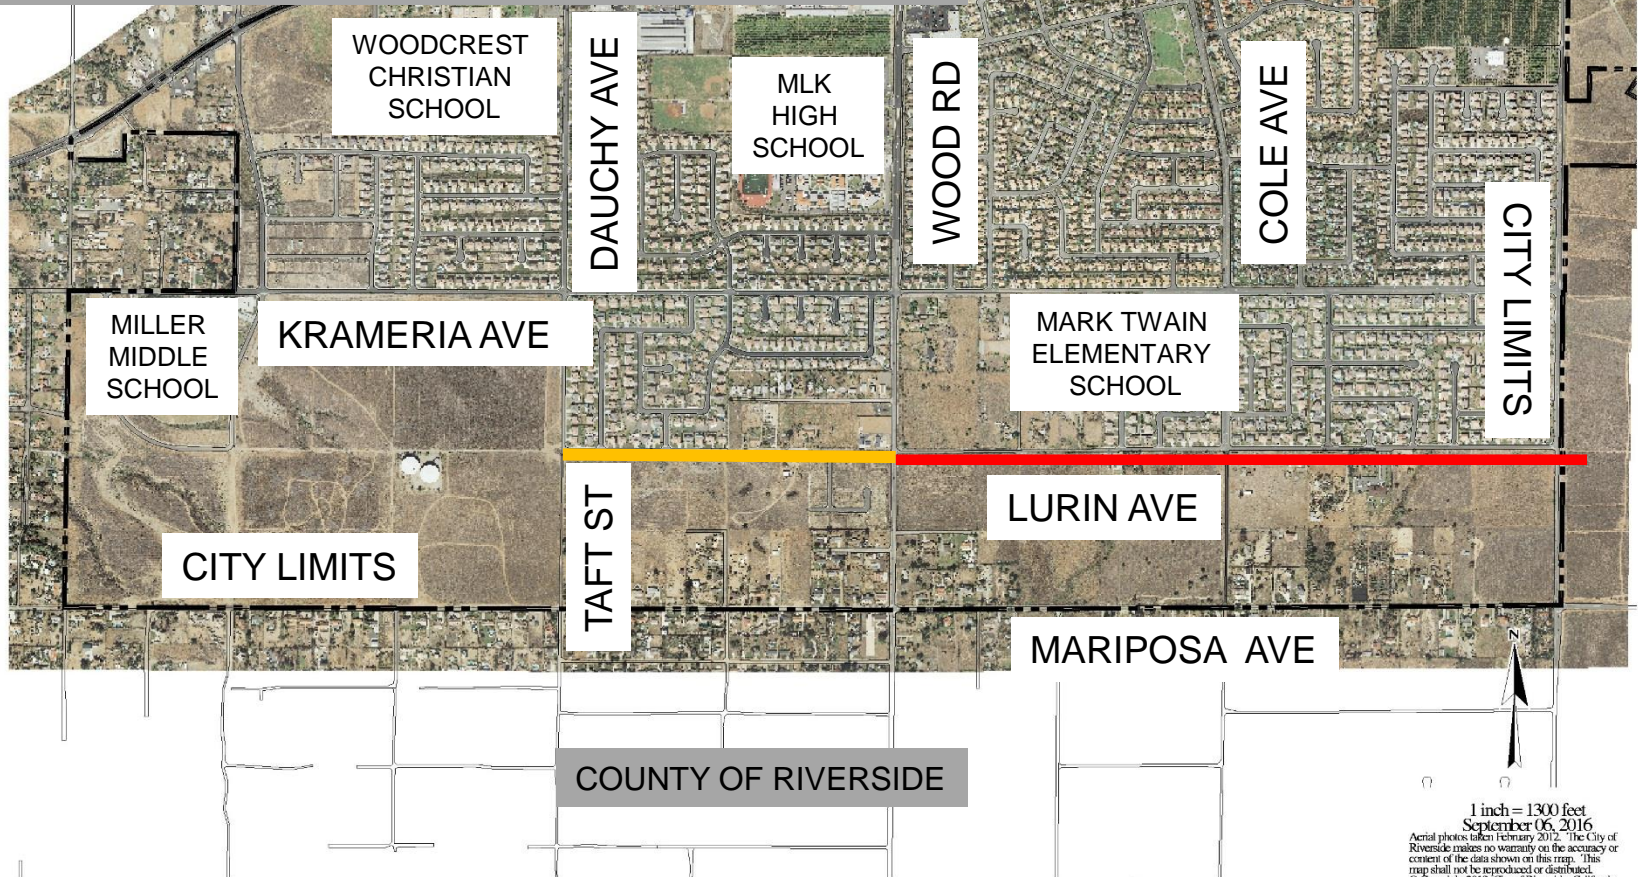 WOODCREST
CHRISTIAN
SCHOOL
DAUCHY AVE
MLK
HIGH
SCHOOL
WOOD RD
COLE AVE
CITY LIMITS
MILLER
MIDDLE
SCHOOL
KRAMERIA AVE
MARK TWAIN
ELEMENTARY
SCHOOL
LURIN AVE
CITY LIMITS
TAFT ST
MARIPOSA AVE
N
COUNTY OF RIVERSIDE
1 inch = 1300 feet
September 06, 2016
Aerial photos taken February 2012. The City of
Riverside makes no warranty on the accuracy or
content of the data shown on this map. This
map shall not be reproduced or distributed.